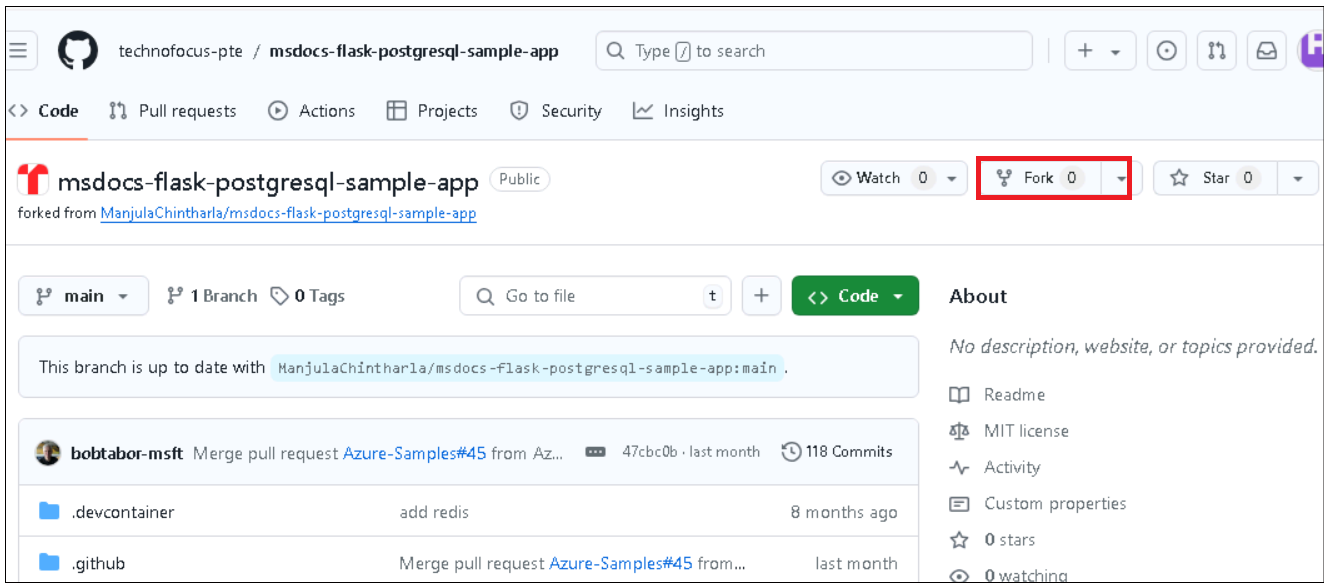 technofocus-pte / msdocs-flask-postgresql-sample-app
Type / to search
Code Pull requests Actions Projects Security Insights
msdocs-flask-postgresql-sample-app Public
Watch 0 Fork 0 Star 0
forked from ManjulaChintharla/msdocs-flask-postgresql-sample-app
main 1 Branch 0 Tags Go to file t Code
About
This branch is up to date with ManjulaChintharla/msdocs-flask-postgresql-sample-app:main .
No description, website, or topics provided.
Readme
MIT license
Activity
Custom properties
0 stars
0 watching
bobtabor-msft Merge pull request Azure-Samples#45 from Az... 47cbc0b · last month 118 Commits
.devcontainer add redis 8 months ago
.github Merge pull request Azure-Samples#45 from... last month